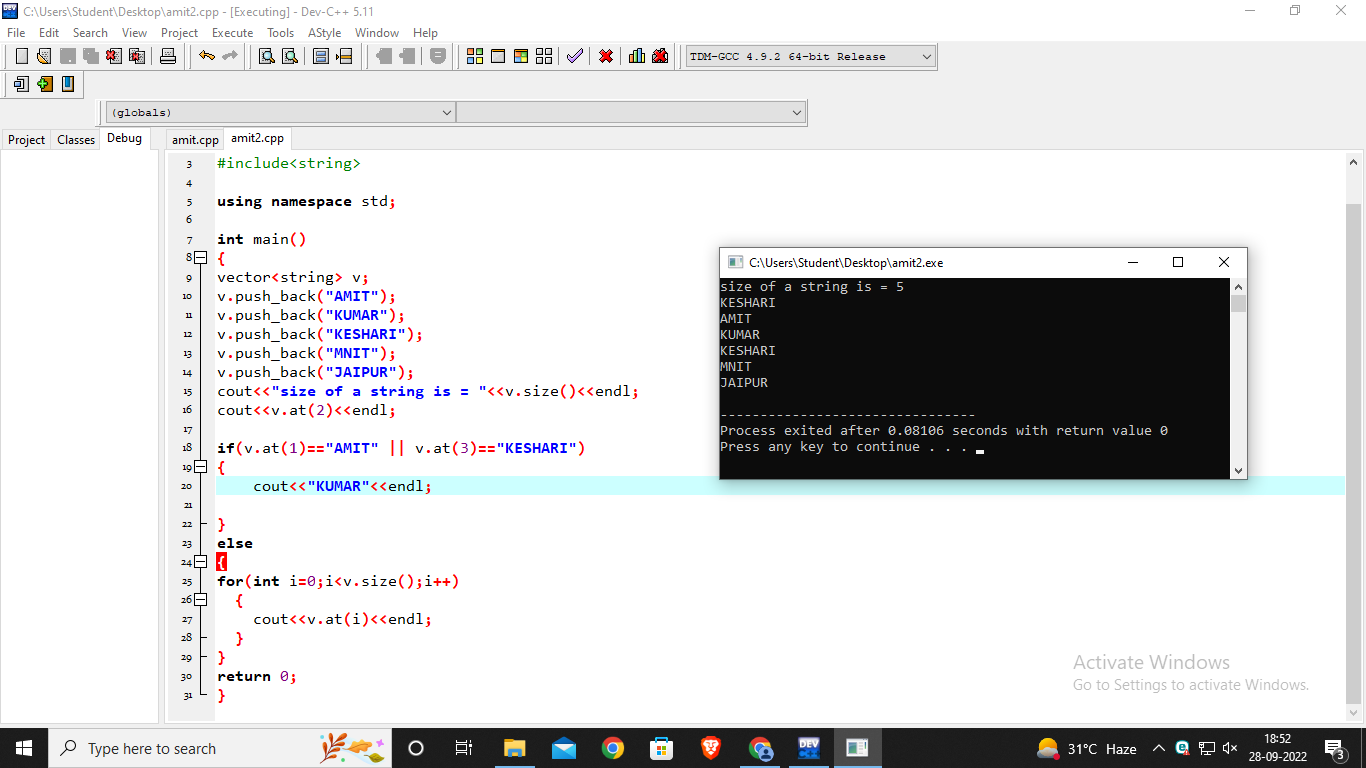 C:\Users\Student\Desktop\amit2.cpp - [Executing] - Dev-C++ 5.11
File Edit Search View Project Execute Tools AStyle Window Help
TDM-GCC 4.9.2 64-bit Release
(globals)
Project Classes Debug
amit.cpp amit2.cpp
3 #include<string>
4
5 using namespace std;
6
7 int main()
8 {
9 vector<string> v;
10 v.push_back("AMIT");
11 v.push_back("KUMAR");
12 v.push_back("KESHARI");
13 v.push_back("MNIT");
14 v.push_back("JAIPUR");
15 cout<<"size of a string is = "<<v.size()<<endl;
16 cout<<v.at(2)<<endl;
17
18 if(v.at(1)=="AMIT" || v.at(3)=="KESHARI")
19 {
20 cout<<"KUMAR"<<endl;
21
22 }
23 else
24 {
25 for(int i=0;i<v.size();i++)
26 {
27 cout<<v.at(i)<<endl;
28 }
29 }
30 return 0;
31 }
C:\Users\Student\Desktop\amit2.exe
size of a string is = 5
KESHARI
AMIT
KUMAR
KESHARI
MNIT
JAIPUR
--------------------------------
Process exited after 0.08106 seconds with return value 0
Press any key to continue . . .
Activate Windows
Go to Settings to activate Windows.
Type here to search
DEV
31°C Haze
18:52
28-09-2022
3